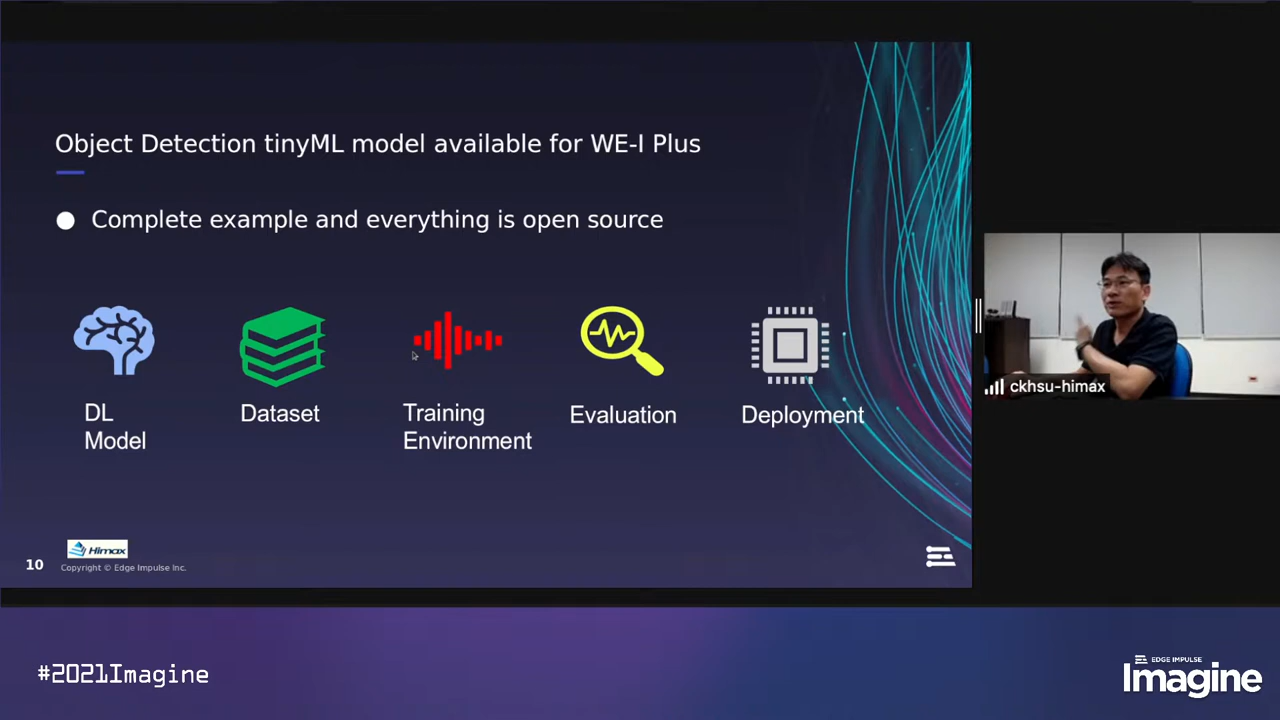 Object Detection tinyML model available for WE-I Plus
Complete example and everything is open source
DL
Model
Dataset
Training
Environment
Evaluation
Deployment
ckhsu-himax
Himax
10
Copyright © Edge Impulse Inc.
#2021Imagine
EDGE IMPULSE
Imagine